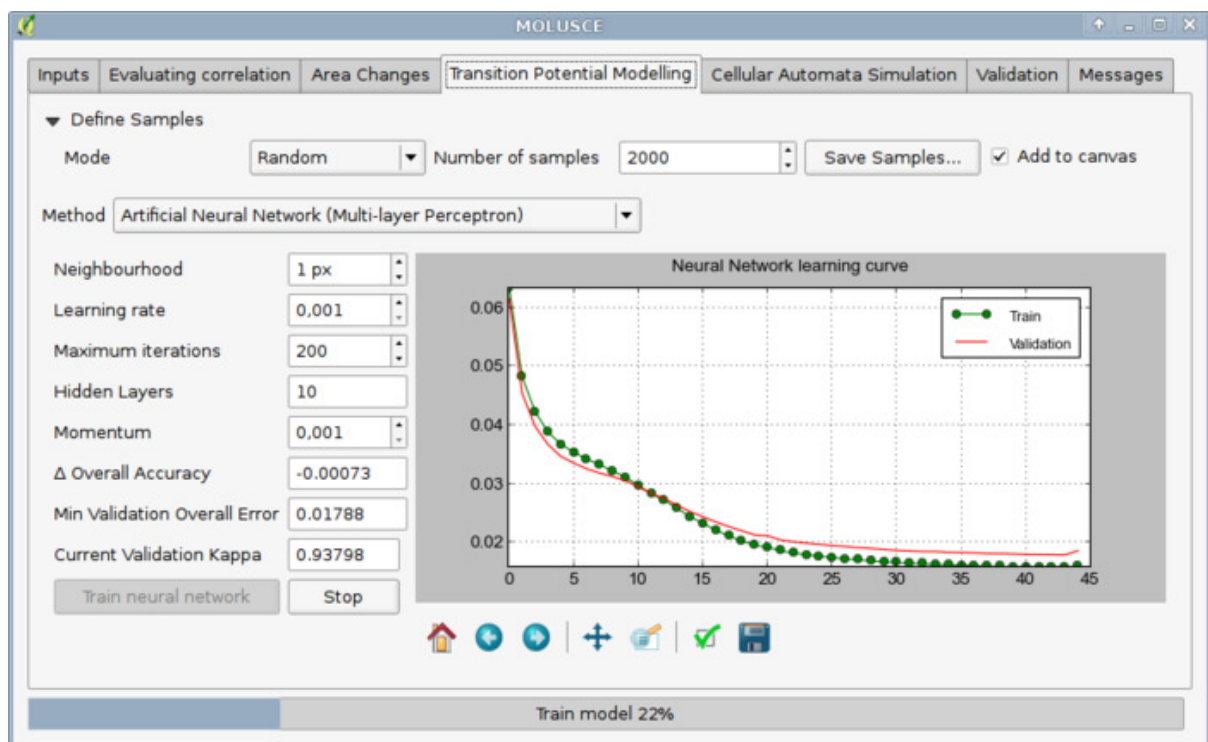 MOLUSCE
Inputs Evaluating correlation Area Changes Transition Potential Modelling Cellular Automata Simulation Validation Messages
Define Samples
Mode Random Number of samples 2000 Save Samples... Add to canvas
Method Artificial Neural Network (Multi-layer Perceptron)
Neighbourhood 1 px
Learning rate 0,001
Maximum iterations 200
Hidden Layers 10
Momentum 0,001
Δ Overall Accuracy -0.00073
Min Validation Overall Error 0.01788
Current Validation Kappa 0.93798
Train neural network Stop
Neural Network learning curve
Train
Validation
0.06
0.05
0.04
0.03
0.02
0 5 10 15 20 25 30 35 40 45
Train model 22%